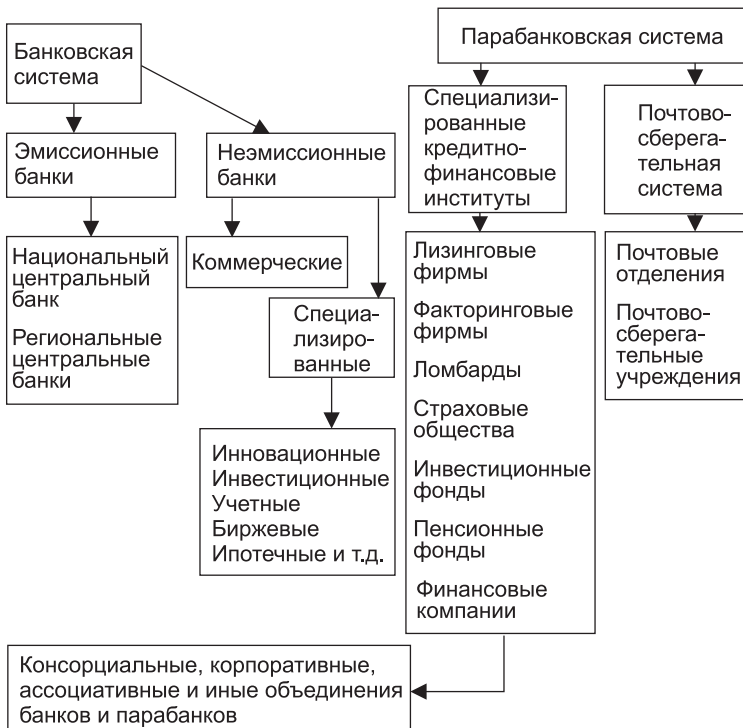 Банковская
система
Эмиссионные
банки
Неэмиссионные
банки
Национальный
центральный
банк
Региональные
центральные
банки
Коммерческие
Специа-
лизиро-
ванные
Инновационные
Инвестиционные
Учетные
Биржевые
Ипотечные и т.д.
Парабанковская система
Специализи-
рованные
кредитно-
финансовые
институты
Почтово-
сберега-
тельная
система
Лизинговые
фирмы
Факторинговые
фирмы
Ломбарды
Страховые
общества
Инвестиционные
фонды
Пенсионные
фонды
Финансовые
компании
Почтовые
отделения
Почтово-
сберега-
тельные
учреждения
Консорциальные, корпоративные,
ассоциативные и иные объединения
банков и парабанков